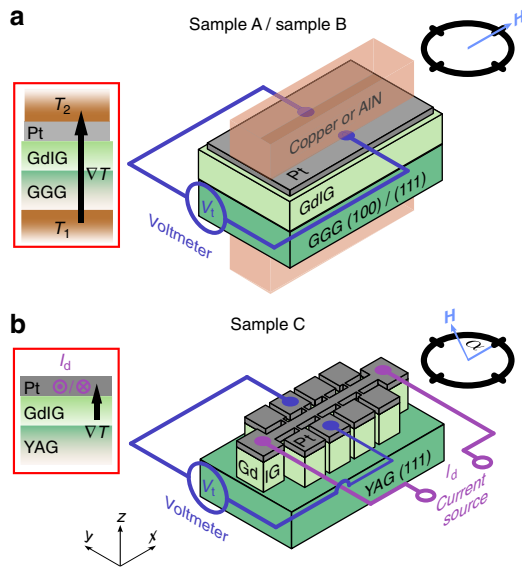 a
Sample A / sample B
H
T2
Pt
GdIG
∇T
GGG
T1
Copper or AlN
Pt
GdIG
GGG (100) / (111)
Vt
Voltmeter
b
Sample C
H
α
Id
Pt
/
GdIG
∇T
YAG
Pt
Gd IG
YAG (111)
Id
Current
source
Vt
Voltmeter
z
y
x